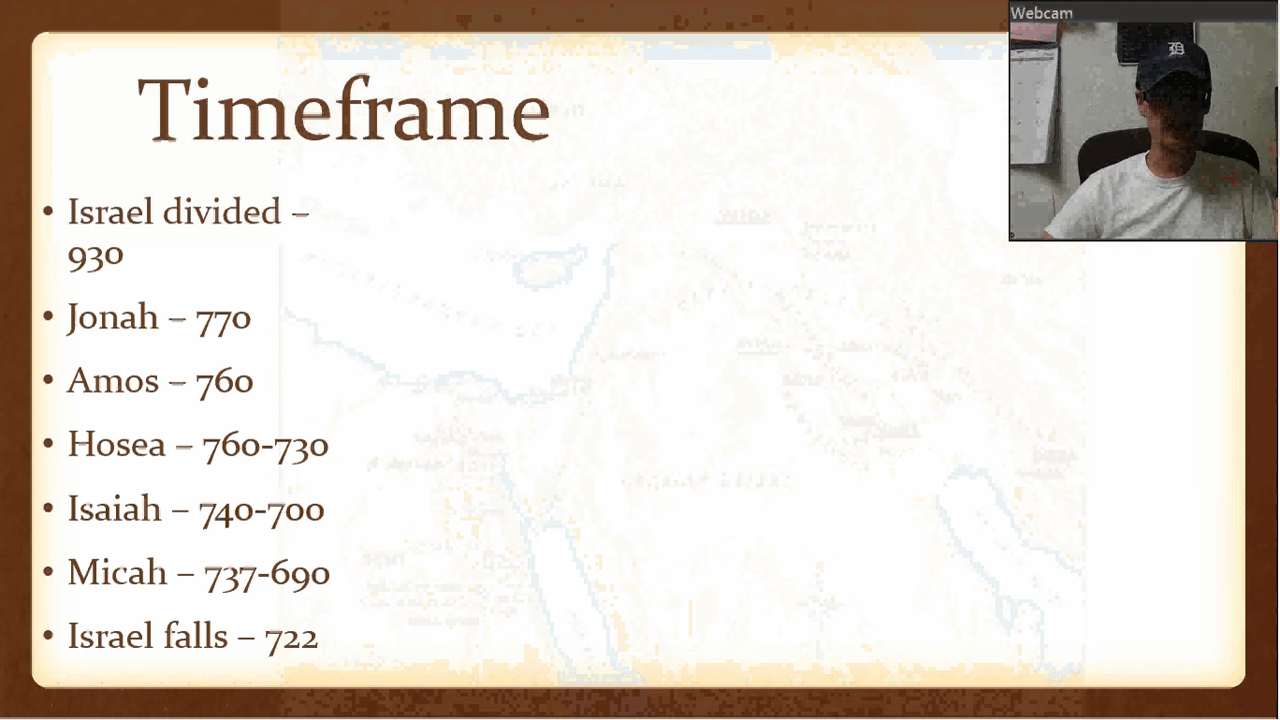 Webcam
Timeframe
• Israel divided –
930
• Jonah – 770
• Amos – 760
• Hosea – 760-730
• Isaiah – 740-700
• Micah – 737-690
• Israel falls – 722